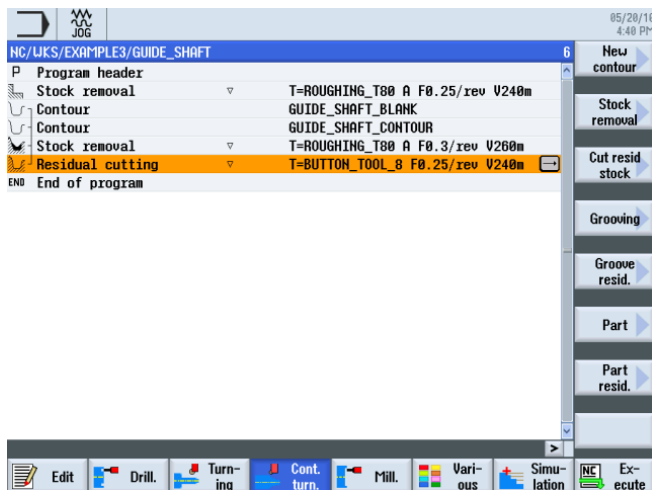 JOG
05/20/16
4:40 PM
NC/WKS/EXAMPLE3/GUIDE_SHAFT 6
P Program header
Stock removal ▿ T=ROUGHING_T80 A F0.25/rev V240m
Contour GUIDE_SHAFT_BLANK
Contour GUIDE_SHAFT_CONTOUR
Stock removal ▿ T=ROUGHING_T80 A F0.3/rev V260m
Residual cutting ▿ T=BUTTON_TOOL_8 F0.25/rev V240m
END End of program
New
contour
Stock
removal
Cut resid
stock
Grooving
Groove
resid.
Part
Part
resid.
>
Edit
Drill.
Turn-
ing
Cont.
turn.
Mill.
Vari-
ous
Simu-
lation
NC
Ex-
ecute